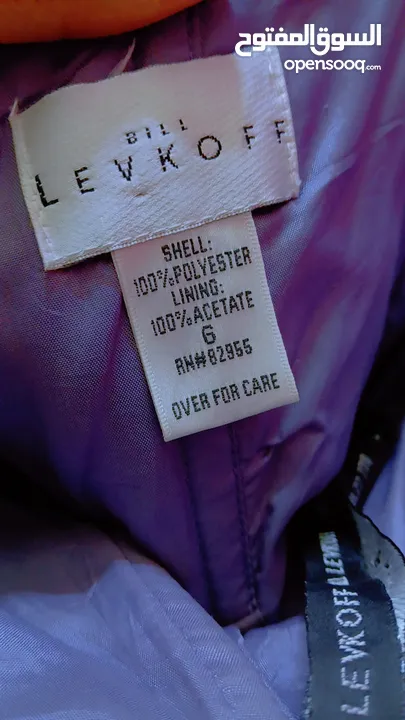 السوق المفتوح
opensooq.com
BILL
LEVKOFF
SHELL:
100%POLYESTER
LINING:
100%ACETATE
6
RN#82955
OVER FOR CARE
LEVKOFF